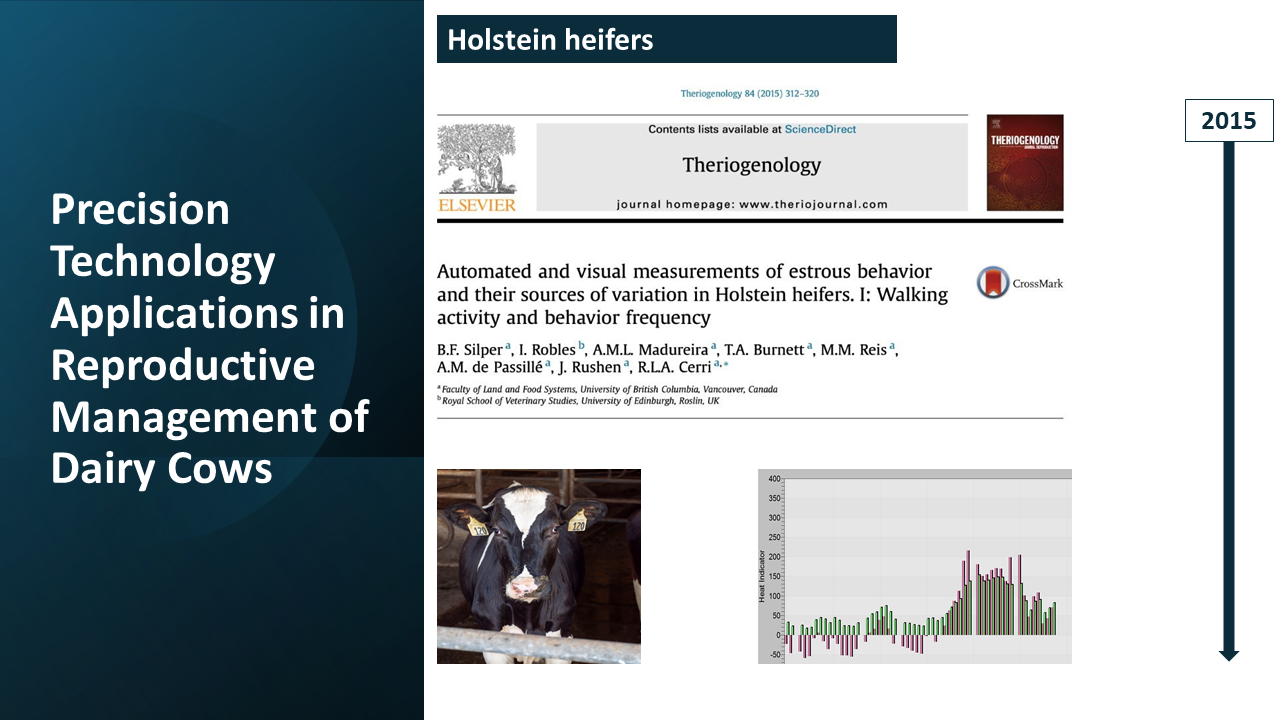 Precision
Technology
Applications in
Reproductive
Management of
Dairy Cows
Holstein heifers
2015
Theriogenology 84 (2015) 312–320
Contents lists available at ScienceDirect
Theriogenology
journal homepage: www.theriojournal.com
ELSEVIER
THERIOGENOLOGY
Automated and visual measurements of estrous behavior
and their sources of variation in Holstein heifers. I: Walking
activity and behavior frequency
CrossMark
B.F. Silper a, I. Robles b, A.M.L. Madureira a, T.A. Burnett a, M.M. Reis a,
A.M. de Passillé a, J. Rushen a, R.L.A. Cerri a,*
a Faculty of Land and Food Systems, University of British Columbia, Vancouver, Canada
b Royal School of Veterinary Studies, University of Edinburgh, Roslin, UK
120
120
Heat Indicator
400
350
300
250
200
150
100
50
0
-50